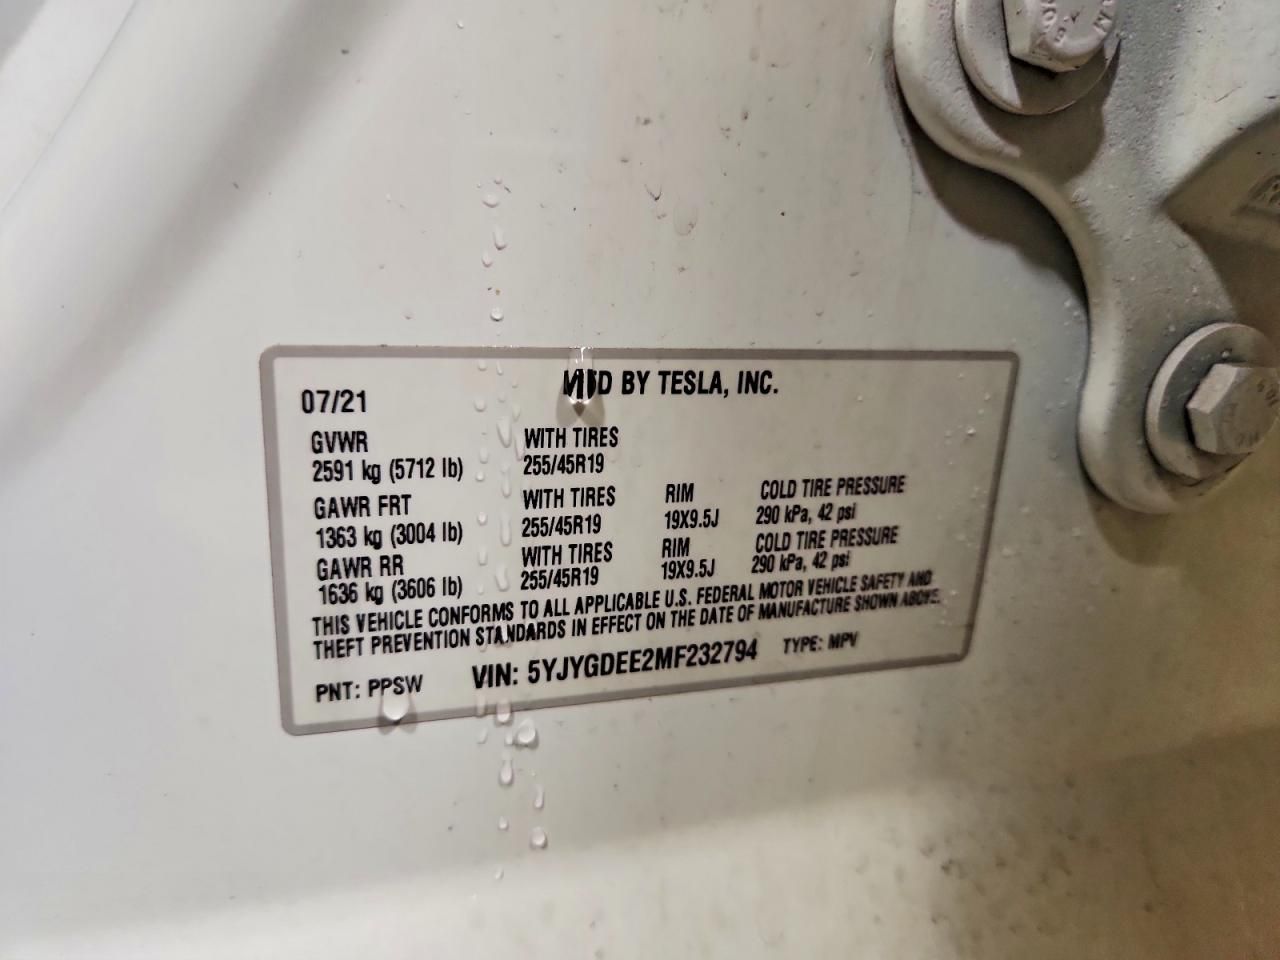 07/21 MFD BY TESLA, INC.
GVWR WITH TIRES
2591 kg (5712 lb) 255/45R19
GAWR FRT WITH TIRES RIM COLD TIRE PRESSURE
1363 kg (3004 lb) 255/45R19 19X9.5J 290 kPa, 42 psi
GAWR RR WITH TIRES RIM COLD TIRE PRESSURE
1636 kg (3606 lb) 255/45R19 19X9.5J 290 kPa, 42 psi
THIS VEHICLE CONFORMS TO ALL APPLICABLE U.S. FEDERAL MOTOR VEHICLE SAFETY AND
THEFT PREVENTION STANDARDS IN EFFECT ON THE DATE OF MANUFACTURE SHOWN ABOVE.
PNT: PPSW VIN: 5YJYGDEE2MF232794 TYPE: MPV